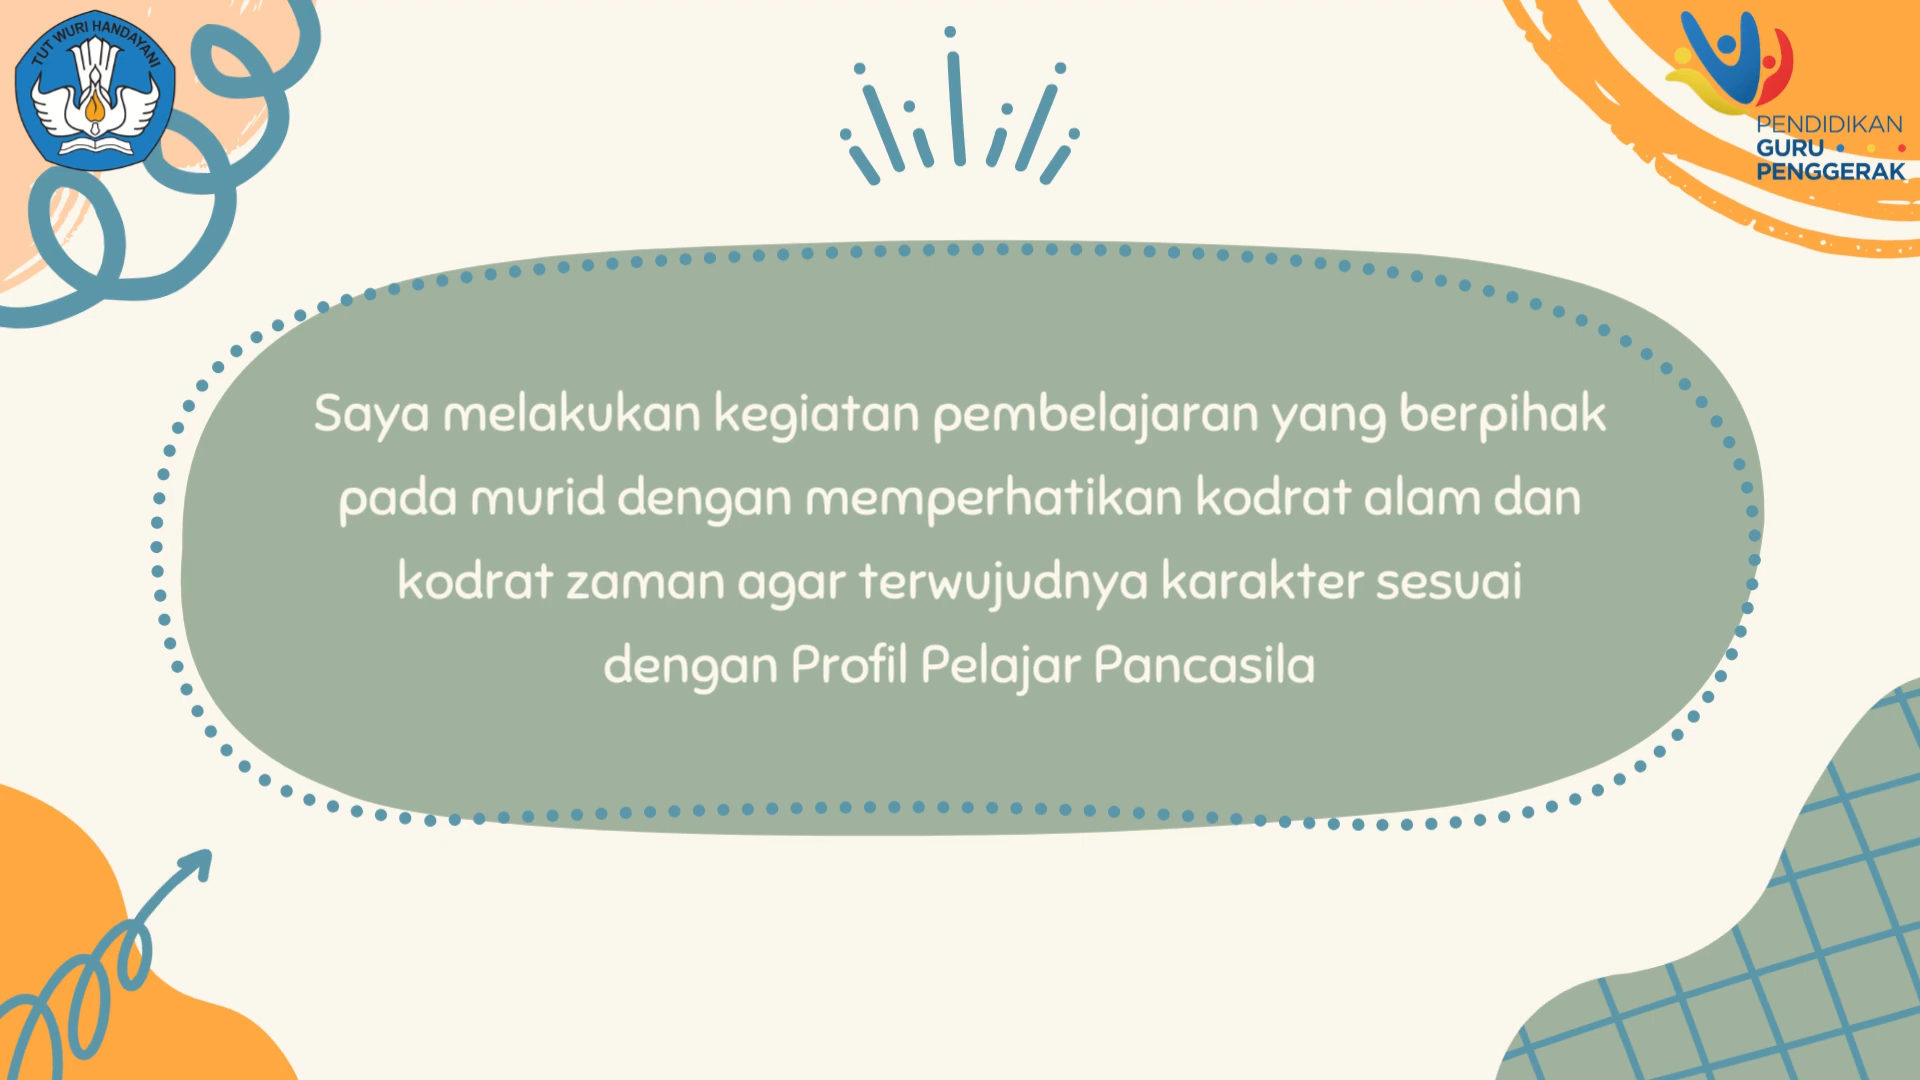 TUT WURI HANDAYANI
PENDIDIKAN
GURU
PENGGERAK
Saya melakukan kegiatan pembelajaran yang berpihak
pada murid dengan memperhatikan kodrat alam dan
kodrat zaman agar terwujudnya karakter sesuai
dengan Profil Pelajar Pancasila